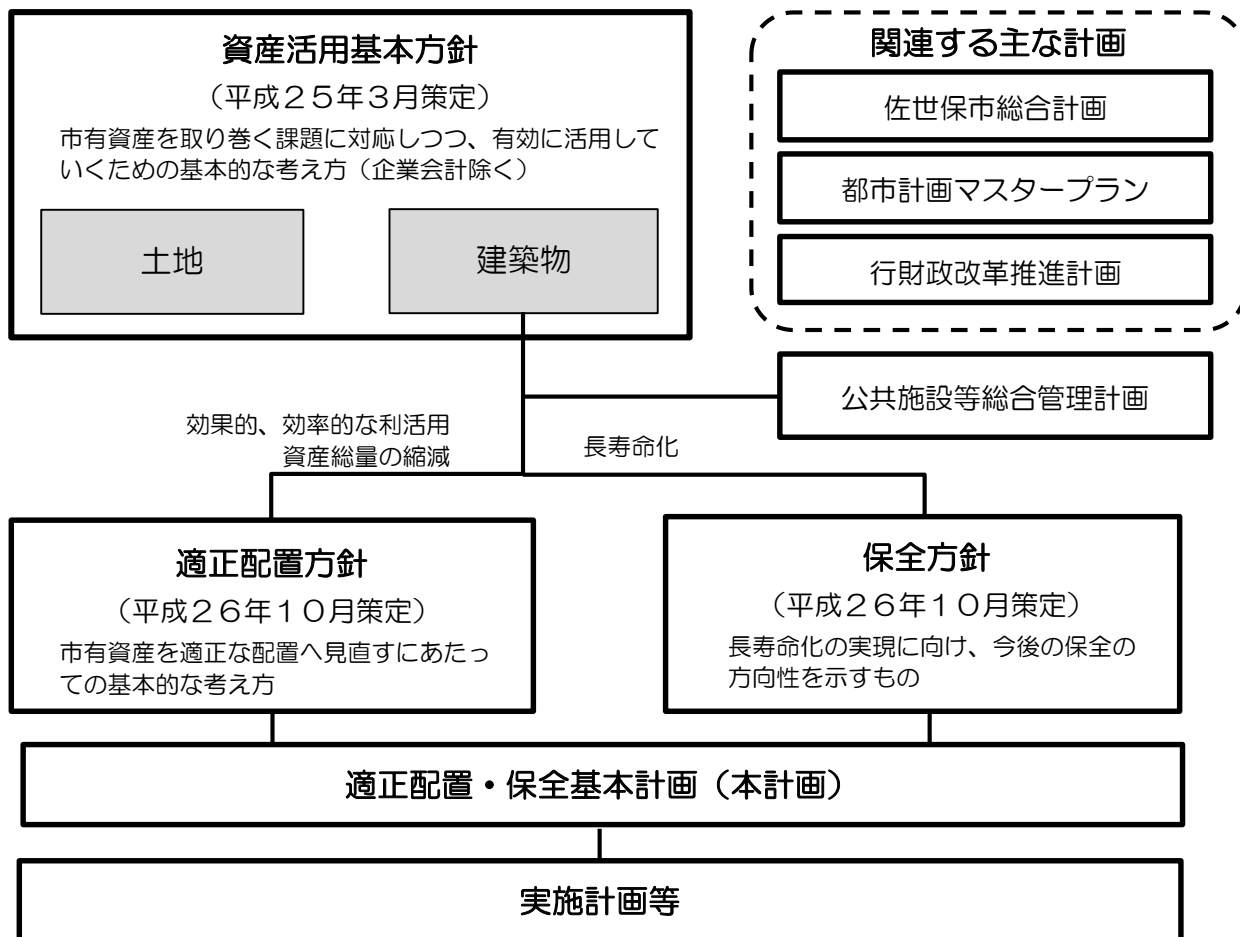 資産活用基本方針
（平成２５年３月策定）
市有資産を取り巻く課題に対応しつつ、有効に活用して
いくための基本的な考え方（企業会計除く）
土地
建築物
関連する主な計画
佐世保市総合計画
都市計画マスタープラン
行財政改革推進計画
公共施設等総合管理計画
効果的、効率的な利活用
資産総量の縮減
長寿命化
適正配置方針
（平成２６年１０月策定）
市有資産を適正な配置へ見直すにあたっ
ての基本的な考え方
保全方針
（平成２６年１０月策定）
長寿命化の実現に向け、今後の保全の
方向性を示すもの
適正配置・保全基本計画（本計画）
実施計画等